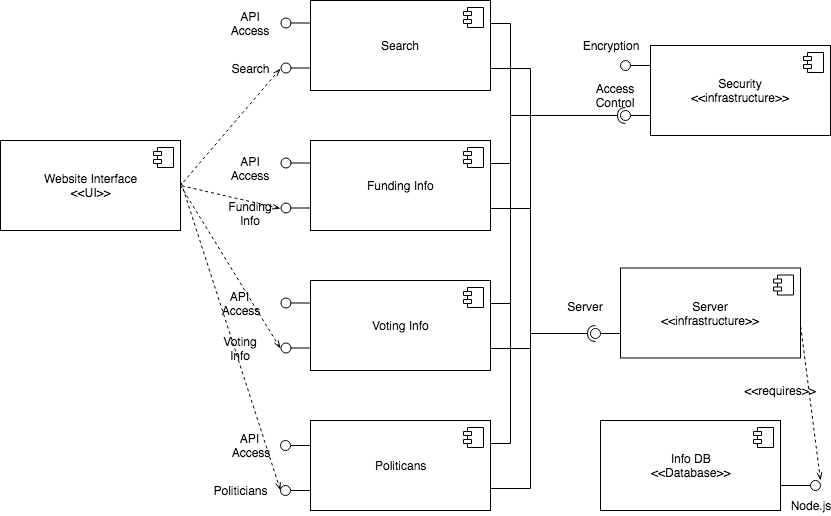 API
Access
Search
Search
Encryption
Access
Control
Security
<<infrastructure>>
Website Interface
<<UI>>
API
Access
Funding
Info
Funding Info
API
Access
Voting
Info
Voting Info
Server
Server
<<infrastructure>>
<<requires>>
API
Access
Politicians
Politicans
Info DB
<<Database>>
Node.js